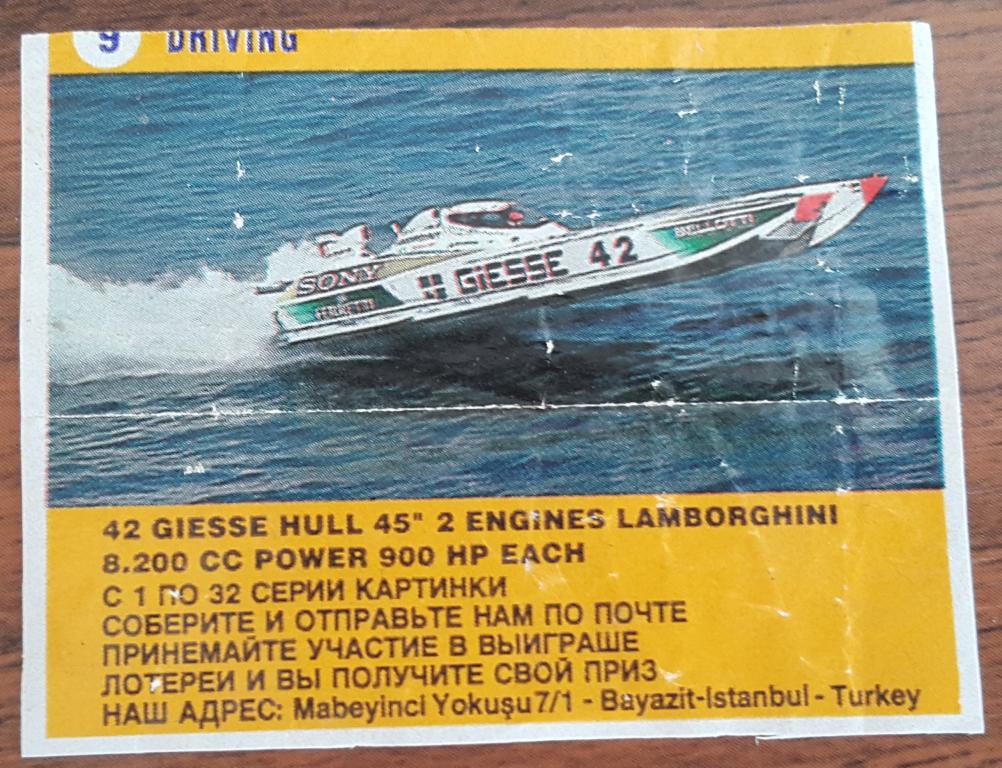 9 DRIVING
SONY
FERRETTI
GIESSE 42
BELLOTTI
42 GIESSE HULL 45" 2 ENGINES LAMBORGHINI
8.200 CC POWER 900 HP EACH
С 1 ПО 32 СЕРИИ КАРТИНКИ
СОБЕРИТЕ И ОТПРАВЬТЕ НАМ ПО ПОЧТЕ
ПРИНЕМАЙТЕ УЧАСТИЕ В ВЫИГРАШЕ
ЛОТЕРЕИ И ВЫ ПОЛУЧИТЕ СВОЙ ПРИЗ
НАШ АДРЕС: Mabeyinci Yokuşu 7/1 - Bayazit-Istanbul - Turkey